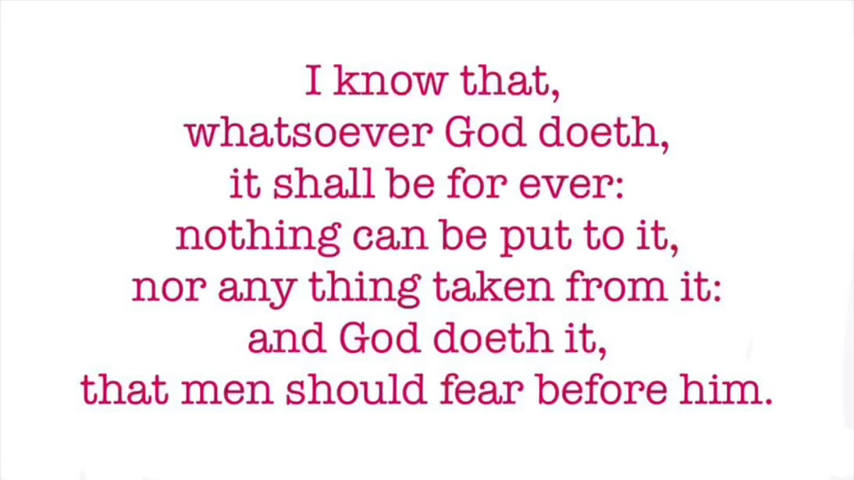 I know that,
whatsoever God doeth,
it shall be for ever:
nothing can be put to it,
nor any thing taken from it:
and God doeth it,
that men should fear before him.